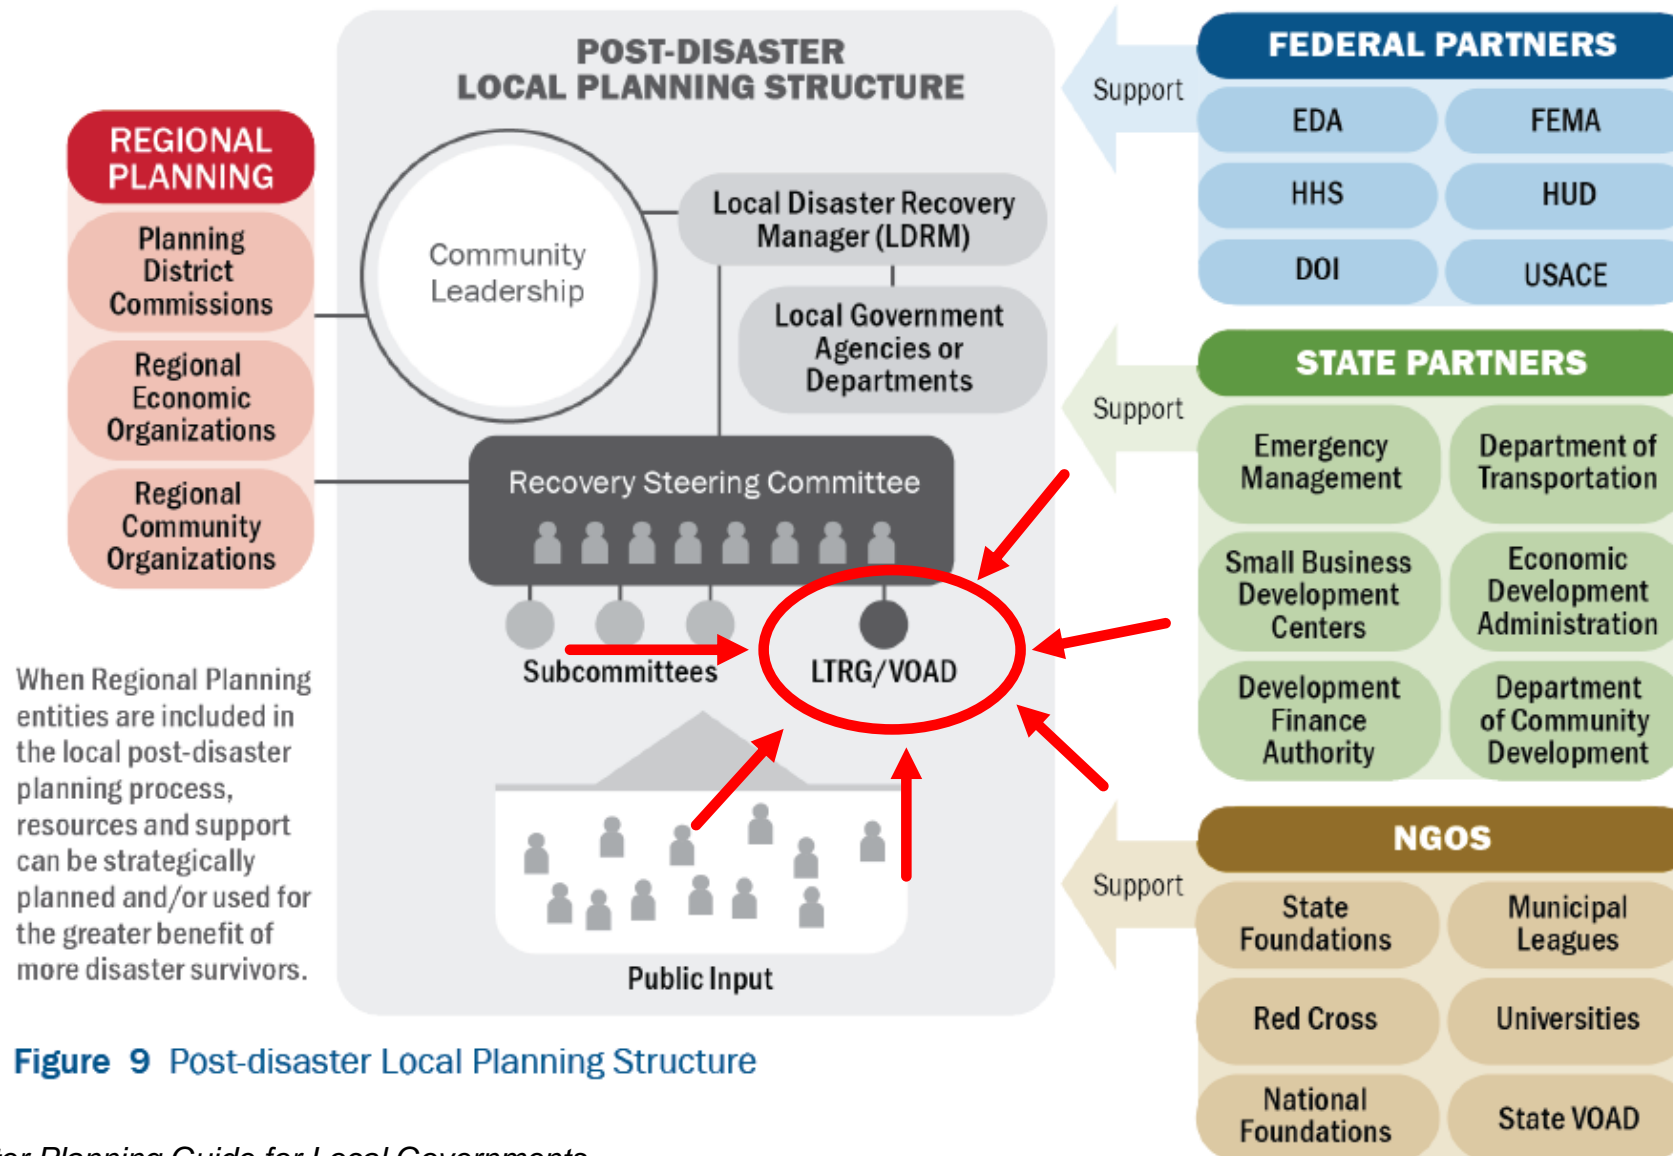 POST-DISASTER
LOCAL PLANNING STRUCTURE
REGIONAL
PLANNING
Planning
District
Commissions
Regional
Economic
Organizations
Regional
Community
Organizations
When Regional Planning
entities are included in
the local post-disaster
planning process,
resources and support
can be strategically
planned and/or used for
the greater benefit of
more disaster survivors.
Community
Leadership
Local Disaster Recovery
Manager (LDRM)
Local Government
Agencies or
Departments
Recovery Steering Committee
Subcommittees
LTRG/VOAD
Public Input
Support
FEDERAL PARTNERS
EDA
FEMA
HHS
HUD
DOI
USACE
Support
STATE PARTNERS
Emergency
Management
Department of
Transportation
Small Business
Development
Centers
Economic
Development
Administration
Development
Finance
Authority
Department
of Community
Development
Support
NGOS
State
Foundations
Municipal
Leagues
Red Cross
Universities
National
Foundations
State VOAD
Figure 9 Post-disaster Local Planning Structure
Planning Guide for Local Governments